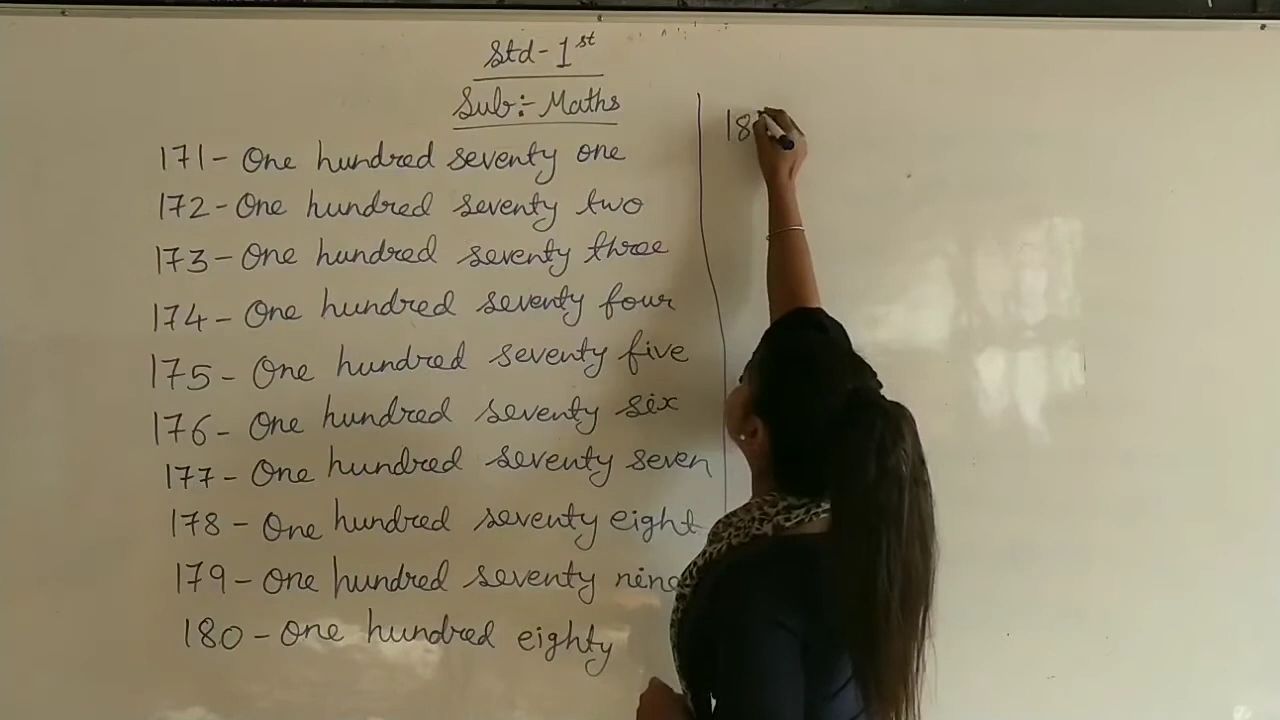 Std - 1st
Sub:- Maths
171 - One hundred seventy one
172 - One hundred seventy two
173 - One hundred seventy three
174 - One hundred seventy four
175 - One hundred seventy five
176 - One hundred seventy six
177 - One hundred seventy seven
178 - One hundred seventy eight
179 - One hundred seventy nine
180 - One hundred eighty
18